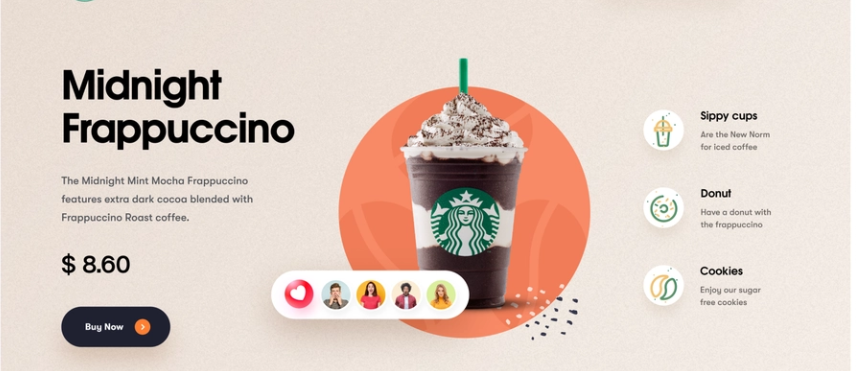 Midnight
Frappuccino
The Midnight Mint Mocha Frappuccino
features extra dark cocoa blended with
Frappuccino Roast coffee.
$ 8.60
Buy Now
Sippy cups
Are the New Norm
for iced coffee
Donut
Have a donut with
the frappuccino
Cookies
Enjoy our sugar
free cookies